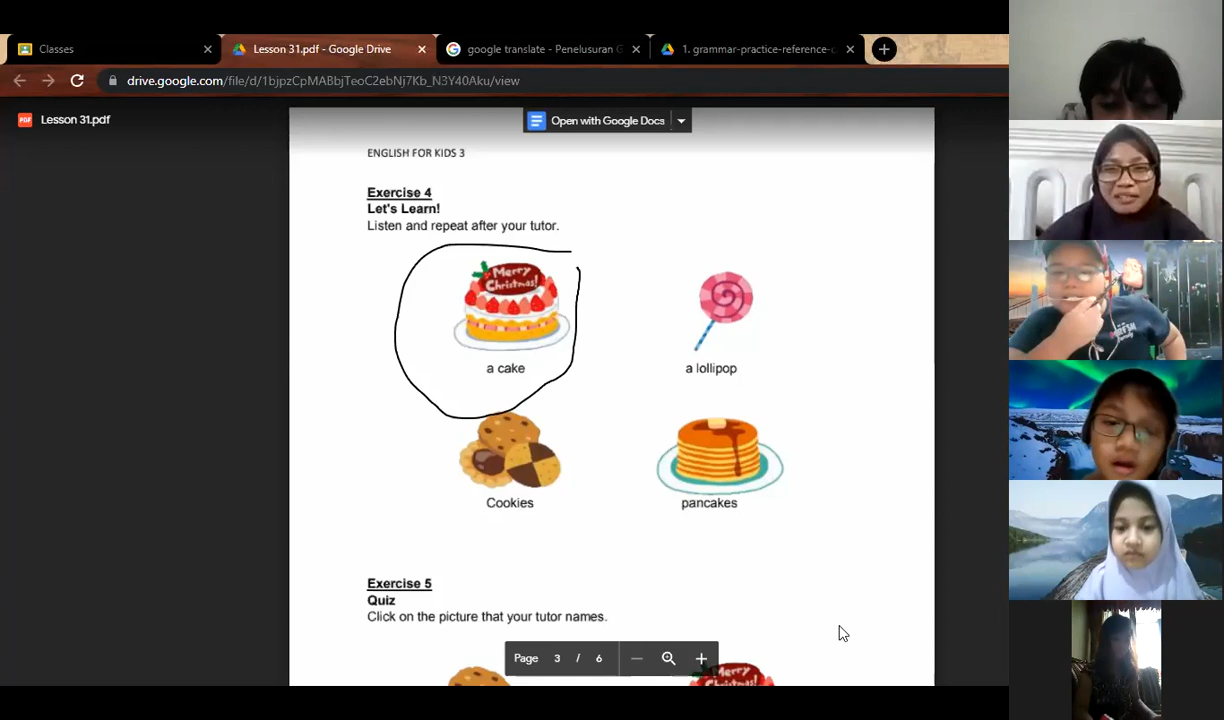 Classes
Lesson 31.pdf - Google Drive
google translate - Penelusuran G
1. grammar-practice-reference-c
drive.google.com/file/d/1bjpzCpMABbjTeoC2ebNj7Kb_N3Y40Aku/view
PDF Lesson 31.pdf
Open with Google Docs
ENGLISH FOR KIDS 3
Exercise 4
Let's Learn!
Listen and repeat after your tutor.
Merry
Christmas!
a cake
a lollipop
Cookies
pancakes
Exercise 5
Quiz
Click on the picture that your tutor names.
Page 3 / 6
Merry